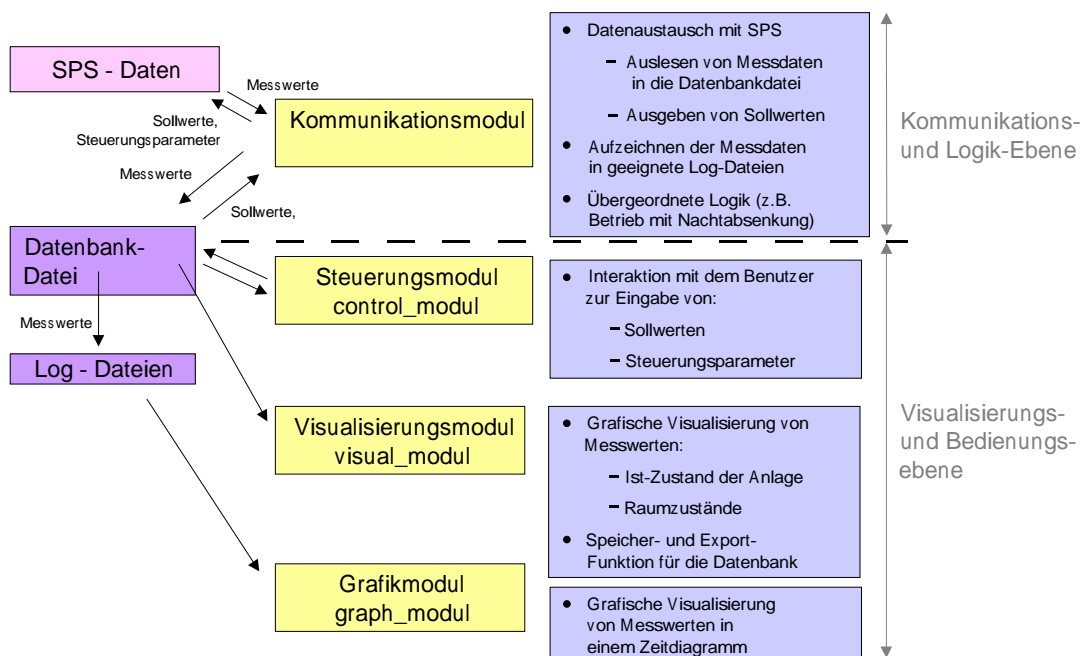 SPS - Daten
Messwerte
Sollwerte,
Steuerungsparameter
Kommunikationsmodul
Messwerte
Sollwerte,
• Datenaustausch mit SPS
– Auslesen von Messdaten
in die Datenbankdatei
– Ausgeben von Sollwerten
• Aufzeichnen der Messdaten
in geeignete Log-Dateien
• Übergeordnete Logik (z.B.
Betrieb mit Nachtabsenkung)
Kommunikations-
und Logik-Ebene
Datenbank-
Datei
Messwerte
Log - Dateien
Steuerungsmodul
control_modul
• Interaktion mit dem Benutzer
zur Eingabe von:
– Sollwerten
– Steuerungsparameter
Visualisierungsmodul
visual_modul
• Grafische Visualisierung von
Messwerten:
– Ist-Zustand der Anlage
– Raumzustände
• Speicher- und Export-
Funktion für die Datenbank
Visualisierungs-
und Bedienungs-
ebene
Grafikmodul
graph_modul
• Grafische Visualisierung
von Messwerten in
einem Zeitdiagramm